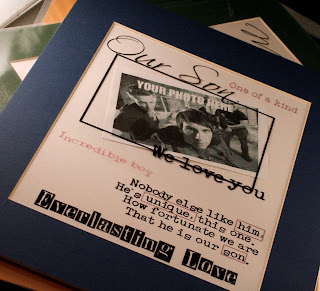 Our Son
One of a kind
YOUR PHOTO HERE
we love you
Incredible boy
Nobody else like him.
He's unique, this one.
How fortunate we are
That he is our son.
Everlasting Love